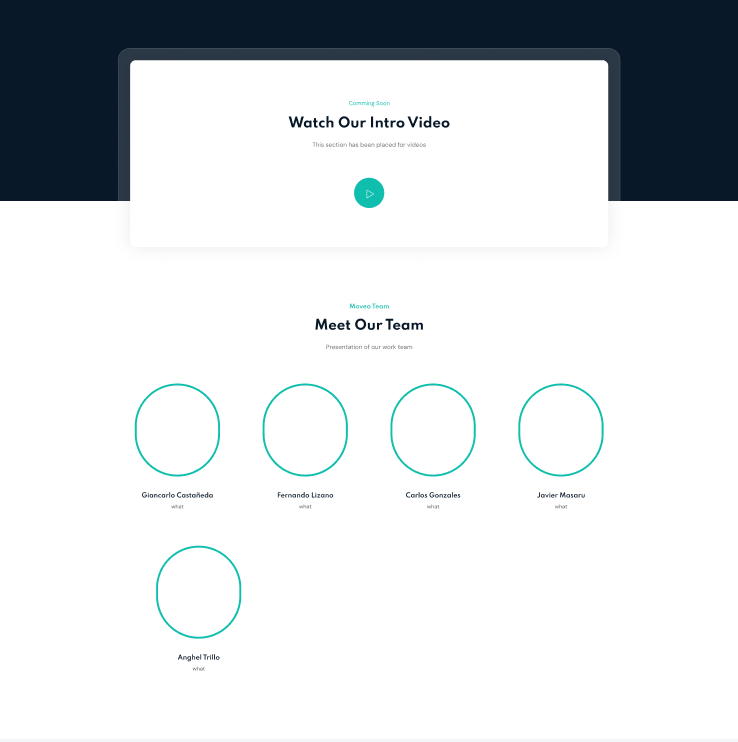 Comming Soon
Watch Our Intro Video
This section has been placed for videos
Moveo Team
Meet Our Team
Presentation of our work team
Giancarlo Castañeda
what
Fernando Lizano
what
Carlos Gonzales
what
Javier Masaru
what
Anghel Trillo
what